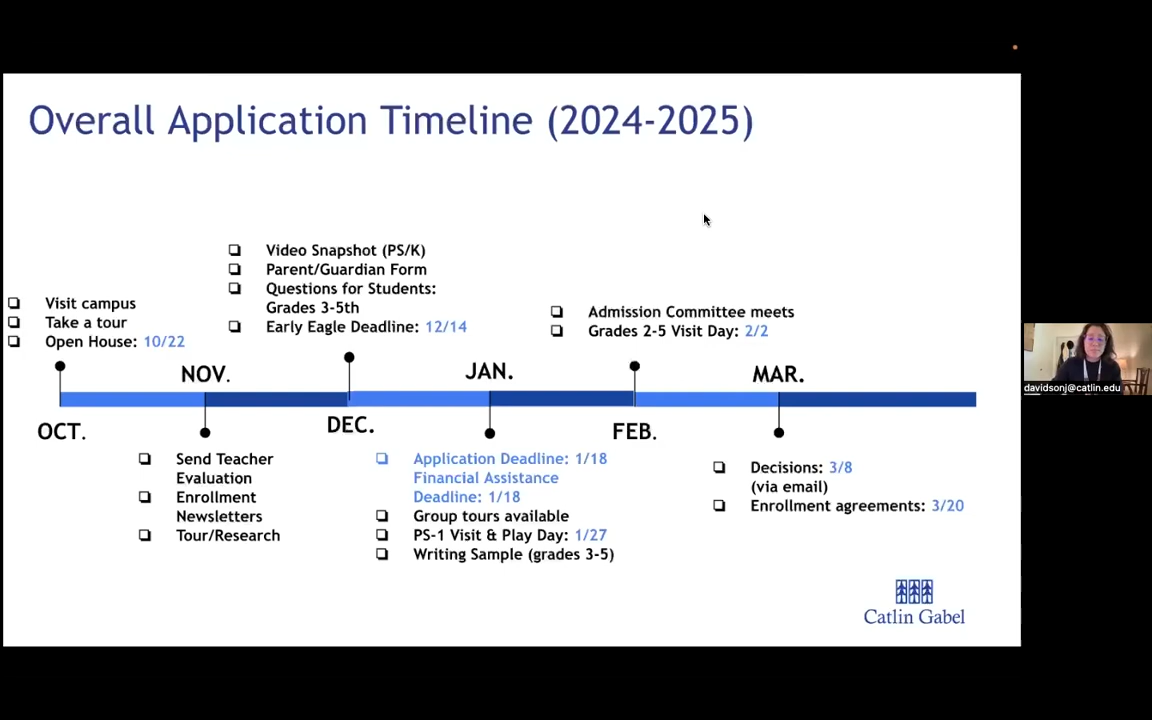 Overall Application Timeline (2024-2025)
❑ Visit campus
❑ Take a tour
❑ Open House: 10/22
OCT.
NOV.
❑ Send Teacher
Evaluation
❑ Enrollment
Newsletters
❑ Tour/Research
❑ Video Snapshot (PS/K)
❑ Parent/Guardian Form
❑ Questions for Students:
Grades 3-5th
❑ Early Eagle Deadline: 12/14
DEC.
JAN.
❑ Application Deadline: 1/18
Financial Assistance
Deadline: 1/18
❑ Group tours available
❑ PS-1 Visit & Play Day: 1/27
❑ Writing Sample (grades 3-5)
❑ Admission Committee meets
❑ Grades 2-5 Visit Day: 2/2
FEB.
MAR.
❑ Decisions: 3/8
(via email)
❑ Enrollment agreements: 3/20
Catlin Gabel
davidsonj@catlin.edu